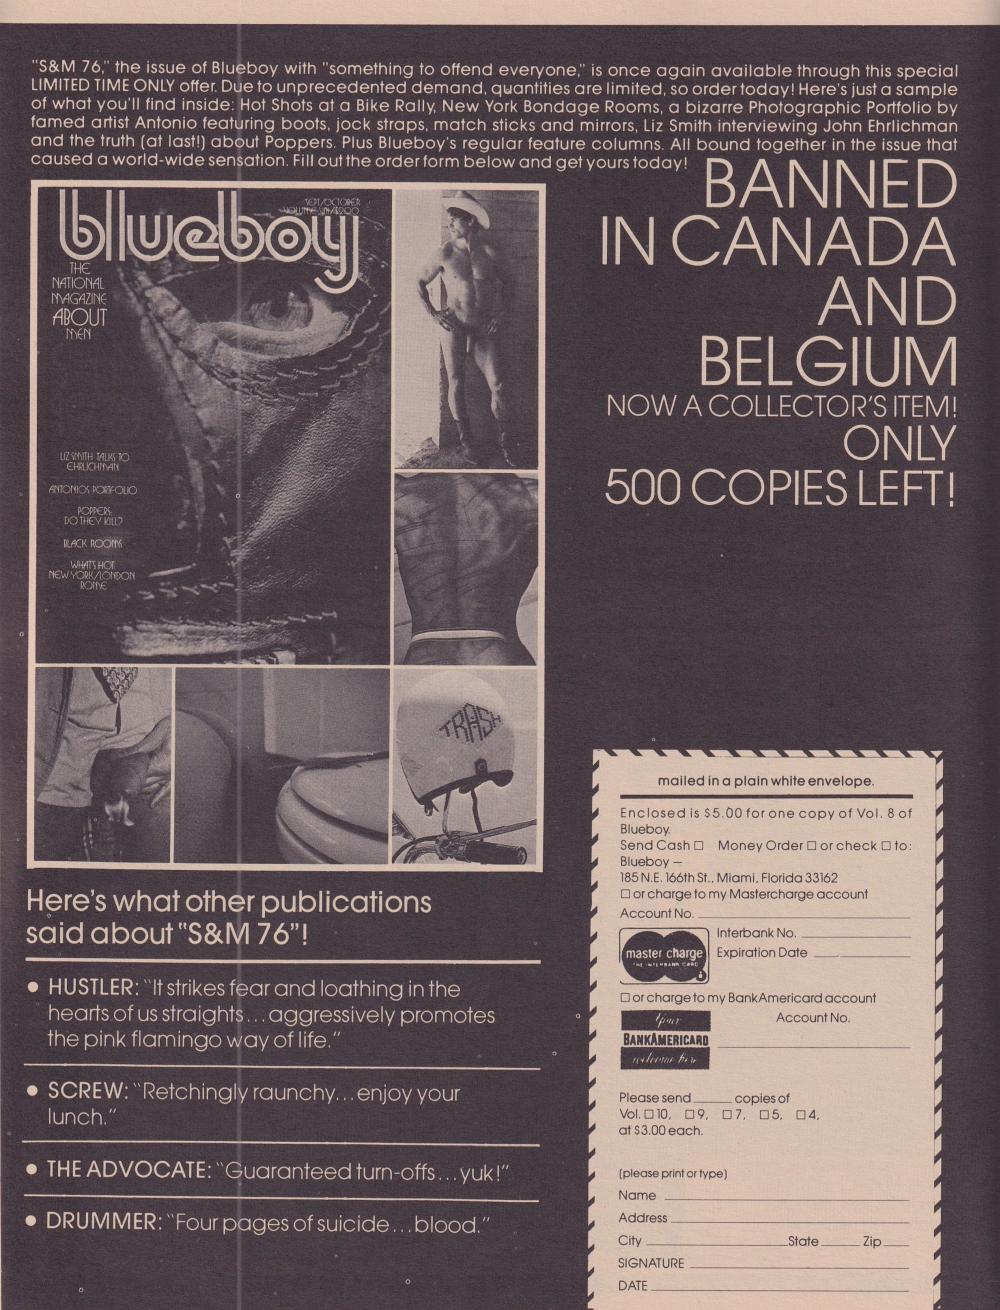 "S&M 76," the issue of Blueboy with "something to offend everyone," is once again available through this special
LIMITED TIME ONLY offer. Due to unprecedented demand, quantities are limited, so order today! Here's just a sample
of what you'll find inside: Hot Shots at a Bike Rally, New York Bondage Rooms, a bizarre Photographic Portfolio by
famed artist Antonio featuring boots, jock straps, match sticks and mirrors, Liz Smith interviewing John Ehrlichman
and the truth (at last!) about Poppers. Plus Blueboy's regular feature columns. All bound together in the issue that
caused a world-wide sensation. Fill out the order form below and get yours today!
BANNED
IN CANADA
AND
BELGIUM
NOW A COLLECTOR'S ITEM!
ONLY
500 COPIES LEFT!
SEPT/OCTOBER
blueboy
THE
NATIONAL
MAGAZINE
ABOUT
MEN
LIZ SMITH TALKS TO
EHRLICHMAN
ANTONIO'S PORTFOLIO
POPPERS:
DO THEY KILL?
BLACK ROOMS
WHAT'S HOT
NEW YORK/LONDON
ROME
TRASH
Here's what other publications
said about "S&M 76"!
• HUSTLER: "It strikes fear and loathing in the
hearts of us straights...aggressively promotes
the pink flamingo way of life."
• SCREW: "Retchingly raunchy...enjoy your
lunch."
• THE ADVOCATE: "Guaranteed turn-offs...yuk!"
• DRUMMER: "Four pages of suicide...blood."
mailed in a plain white envelope.
Enclosed is $5.00 for one copy of Vol. 8 of
Blueboy.
Send Cash □ Money Order □ or check □ to:
Blueboy —
185 N.E. 166th St., Miami, Florida 33162
□ or charge to my Mastercharge account
Account No.
master charge
THE INTERBANK CARD
Interbank No.
Expiration Date
□ or charge to my BankAmericard account
Your
BANKAMERICARD
welcome here
Account No.
Please send ____ copies of
Vol. □ 10, □ 9, □ 7, □ 5, □ 4,
at $3.00 each.
(please print or type)
Name
Address
City State Zip
SIGNATURE
DATE